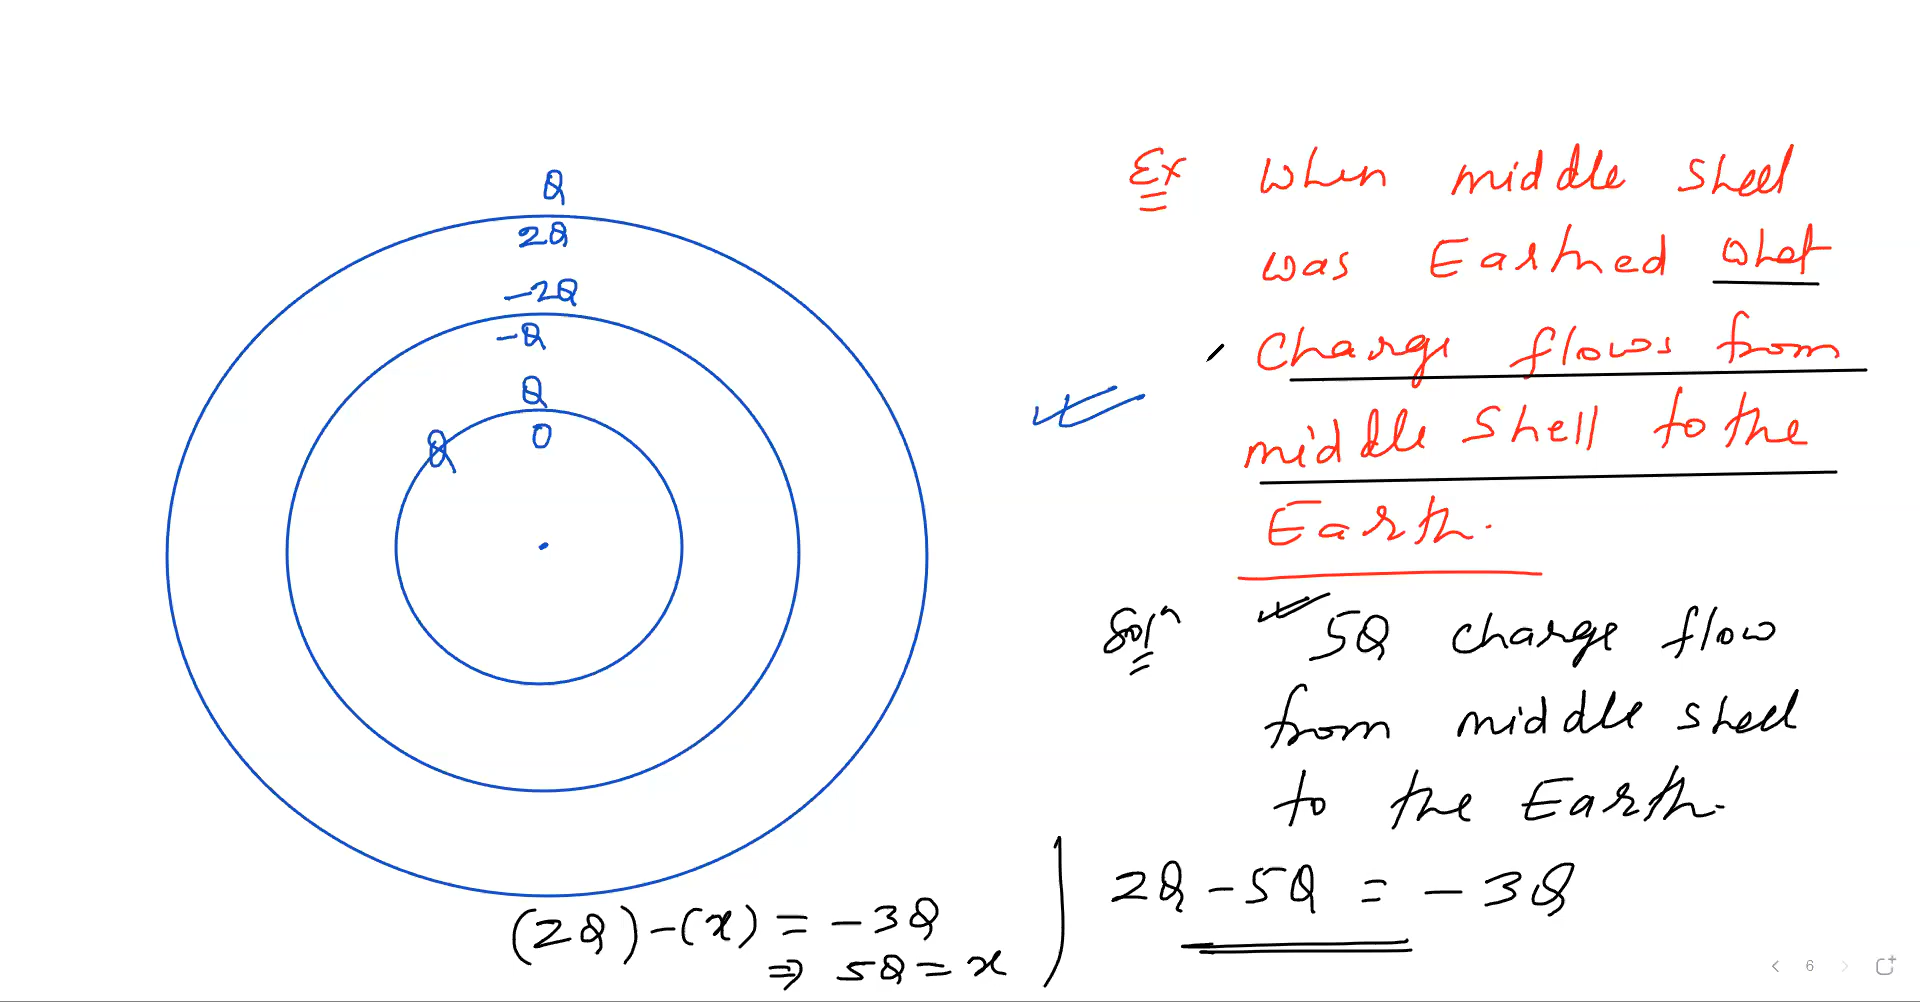 Q
2Q
-2Q
-Q
Q
Q
0
Ex When middle shell
was Earthed what
charge flows from
middle shell to the
Earth.
Solⁿ 5Q charge flow
from middle shell
to the Earth.
(2Q)-(x) = -3Q
⇒ 5Q = x
2Q - 5Q = -3Q
6